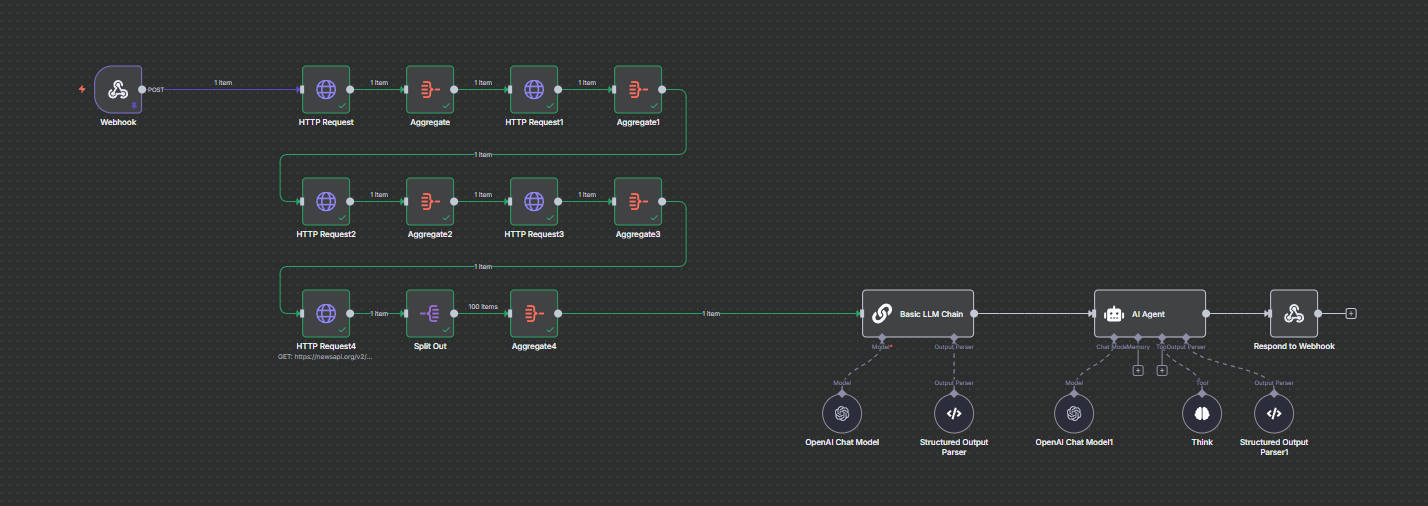 POST
1 item
1 item
1 item
1 item
Webhook
HTTP Request
Aggregate
HTTP Request1
Aggregate1
1 item
1 item
1 item
1 item
HTTP Request2
Aggregate2
HTTP Request3
Aggregate3
1 item
1 item
100 items
1 item
HTTP Request4
GET: https://newsapi.org/v2/...
Split Out
Aggregate4
Basic LLM Chain
AI Agent
Respond to Webhook
Model*
Output Parser
Chat Model
Memory
Tool
Output Parser
Model
Output Parser
Model
Tool
Output Parser
OpenAI Chat Model
Structured Output
Parser
OpenAI Chat Model1
Think
Structured Output
Parser1